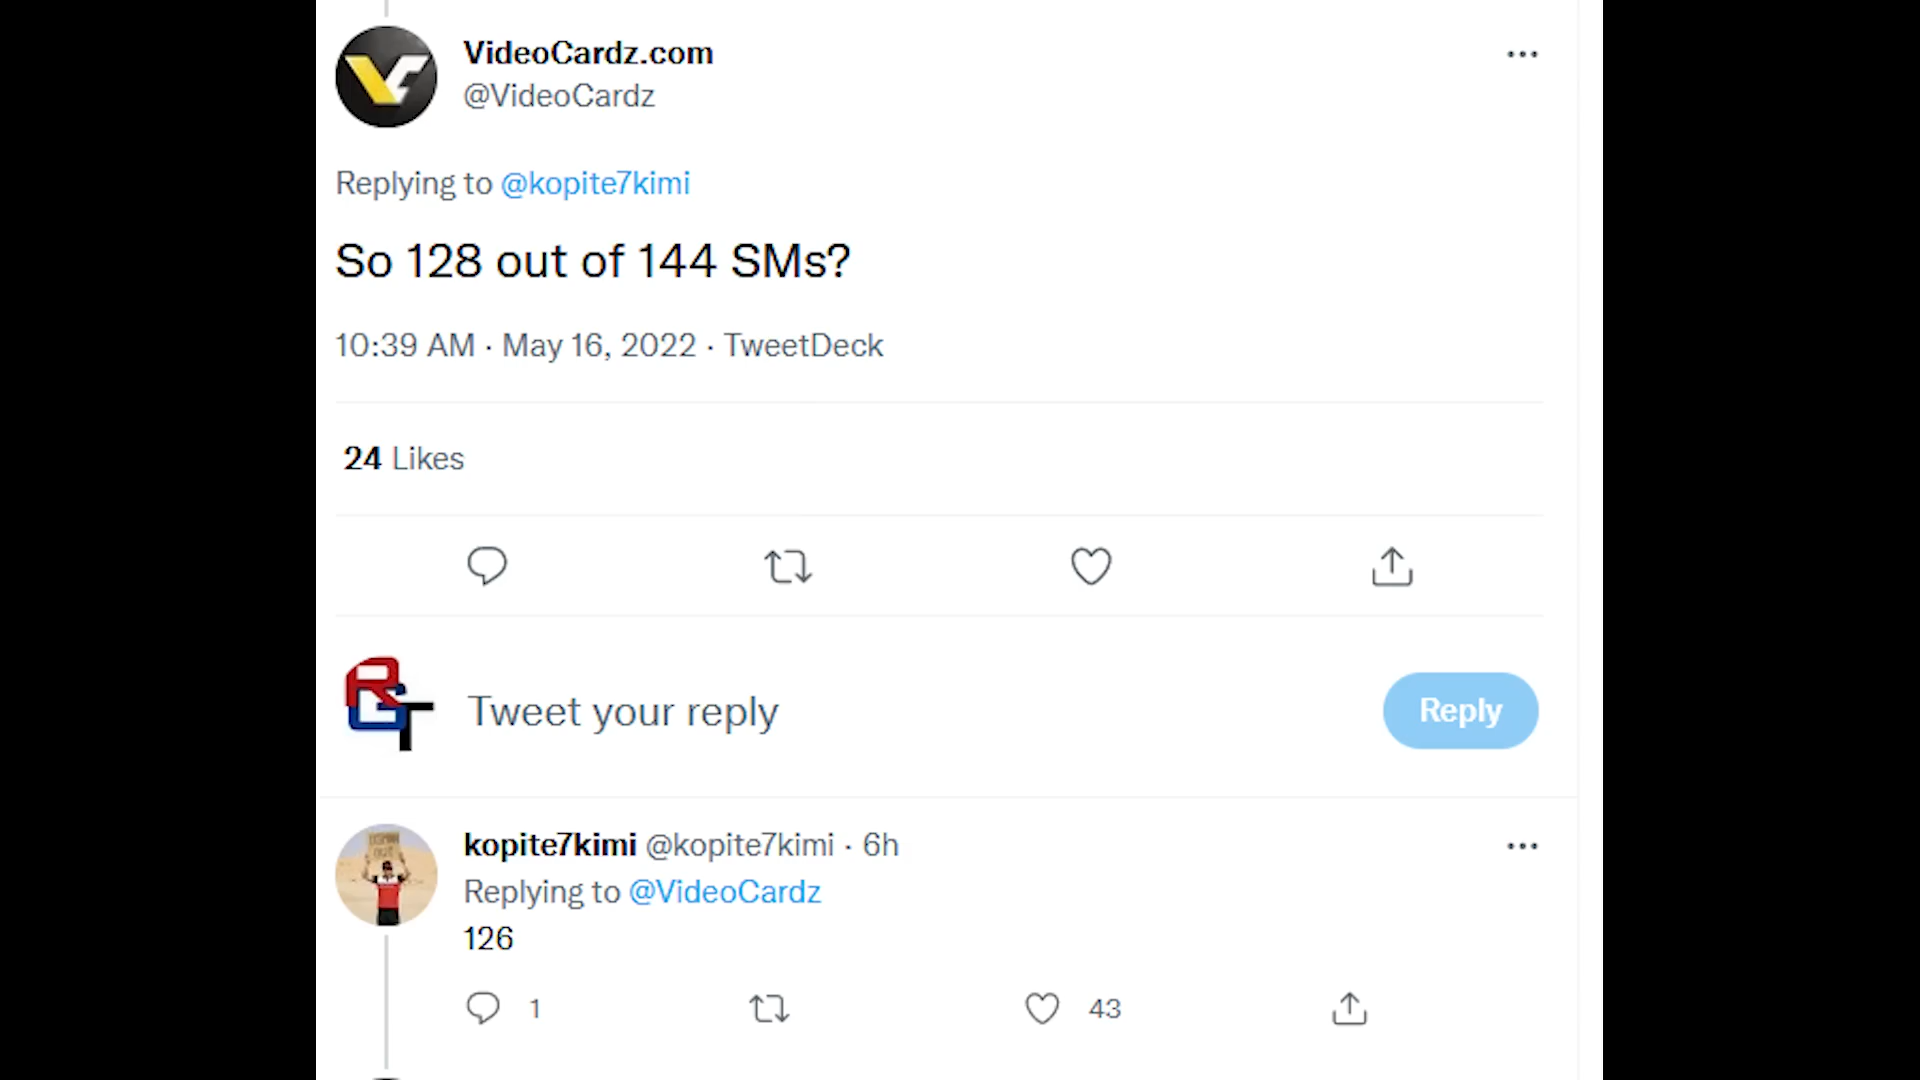 VideoCardz.com
@VideoCardz
Replying to @kopite7kimi
So 128 out of 144 SMs?
10:39 AM · May 16, 2022 · TweetDeck
24 Likes
RGT
Tweet your reply
Reply
kopite7kimi @kopite7kimi · 6h
Replying to @VideoCardz
126
1
43